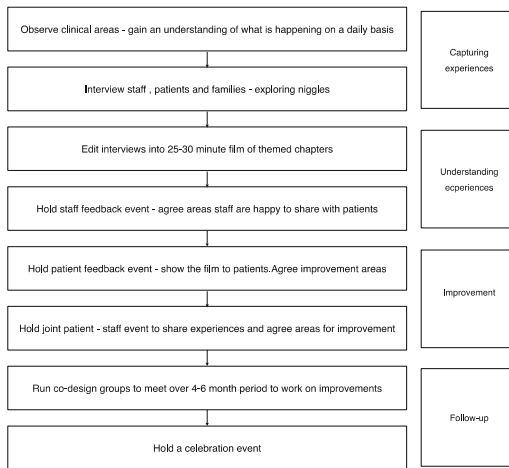 Observe clinical areas - gain an understanding of what is happening on a daily basis
Interview staff , patients and families - exploring niggles
Capturing
experiences
Edit interviews into 25-30 minute film of themed chapters
Hold staff feedback event - agree areas staff are happy to share with patients
Understanding
ecperiences
Hold patient feedback event - show the film to patients.Agree improvement areas
Hold joint patient - staff event to share experiences and agree areas for improvement
Improvement
Run co-design groups to meet over 4-6 month period to work on improvements
Hold a celebration event
Follow-up